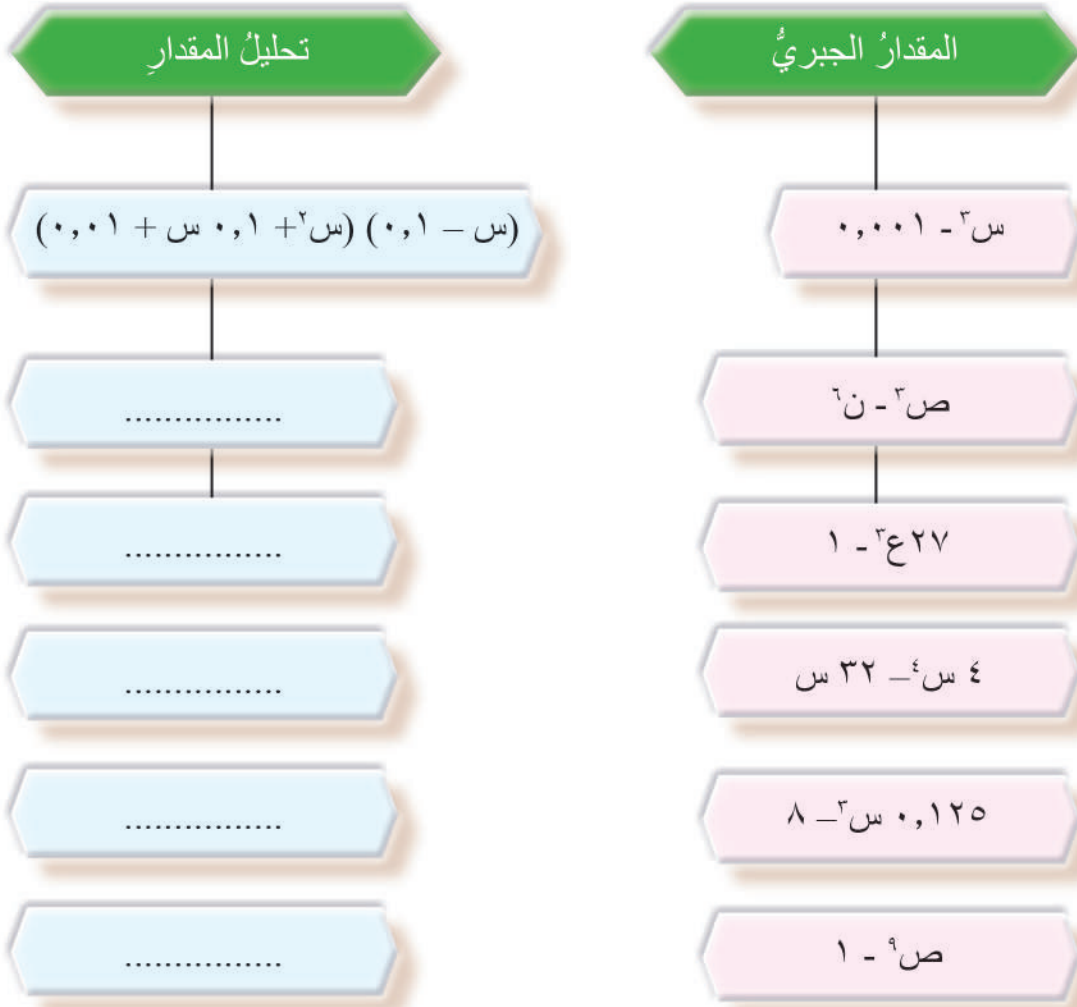 المقدارُ الجبريُّ
تحليلُ المقدارِ
س٣ - ٠,٠٠١
(س – ٠,١) (س٢+ ٠,١ س + ٠,٠١)
ص٣ - ن٦
................
٢٧ع٣ - ١
................
٤ س٤– ٣٢ س
................
٠,١٢٥ س٣– ٨
................
ص٩ - ١
................